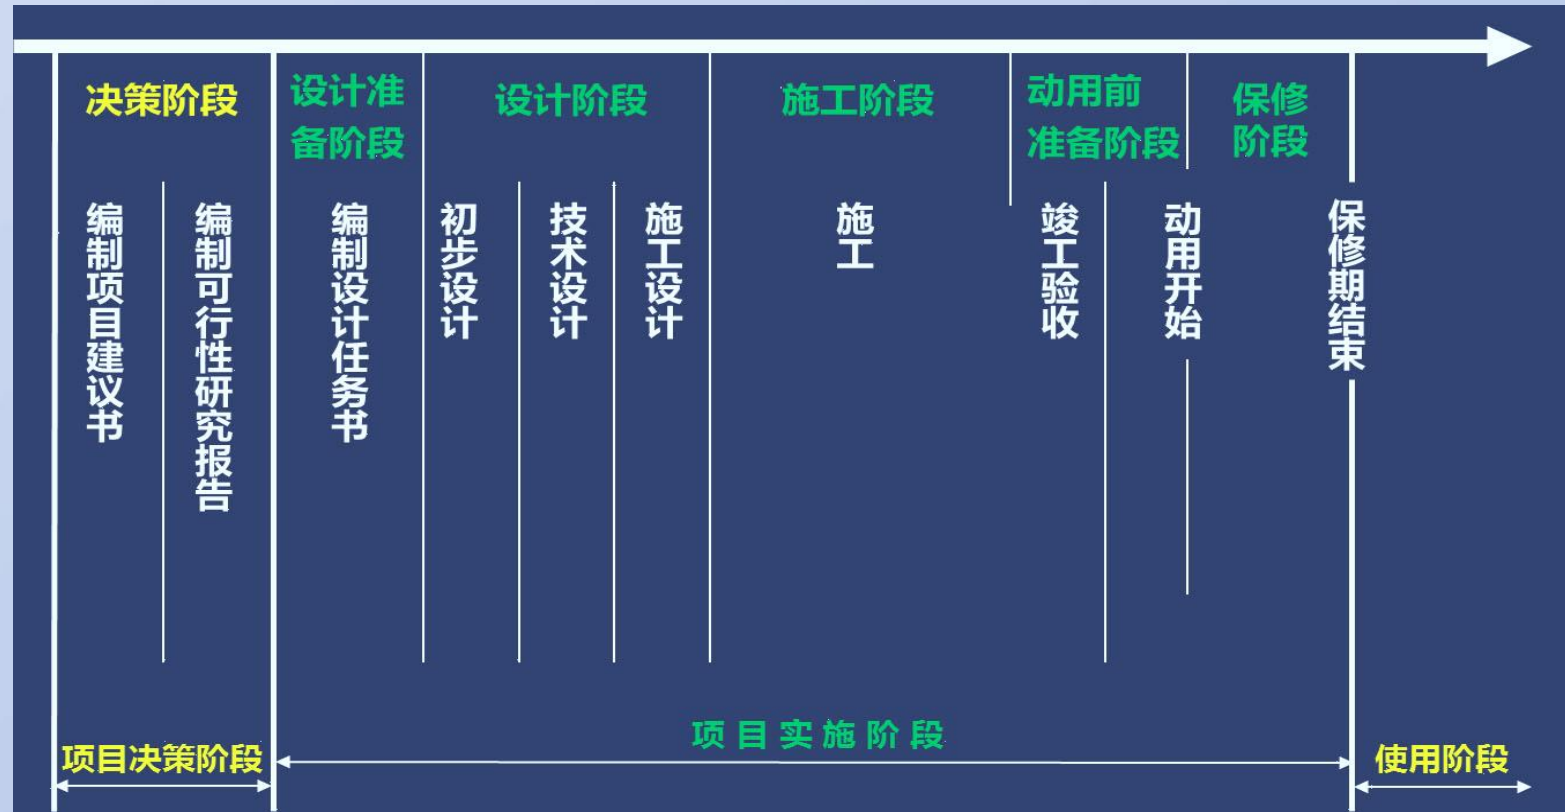 决策阶段
设计准
备阶段
设计阶段
施工阶段
动用前
准备阶段
保修
阶段
编制项目建议书
编制可行性研究报告
编制设计任务书
初步设计
技术设计
施工设计
施工
竣工验收
动用开始
保修期结束
项目决策阶段
项目实施阶段
使用阶段